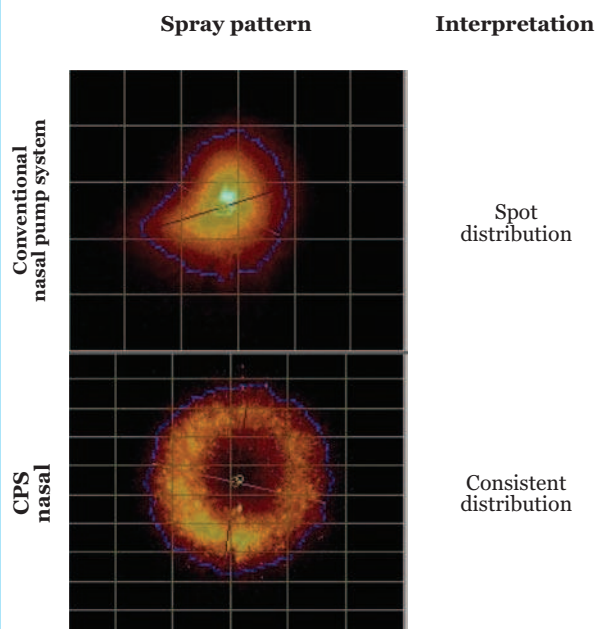 Spray pattern
Interpretation
Conventional
nasal pump system
Spot
distribution
CPS
nasal
Consistent
distribution